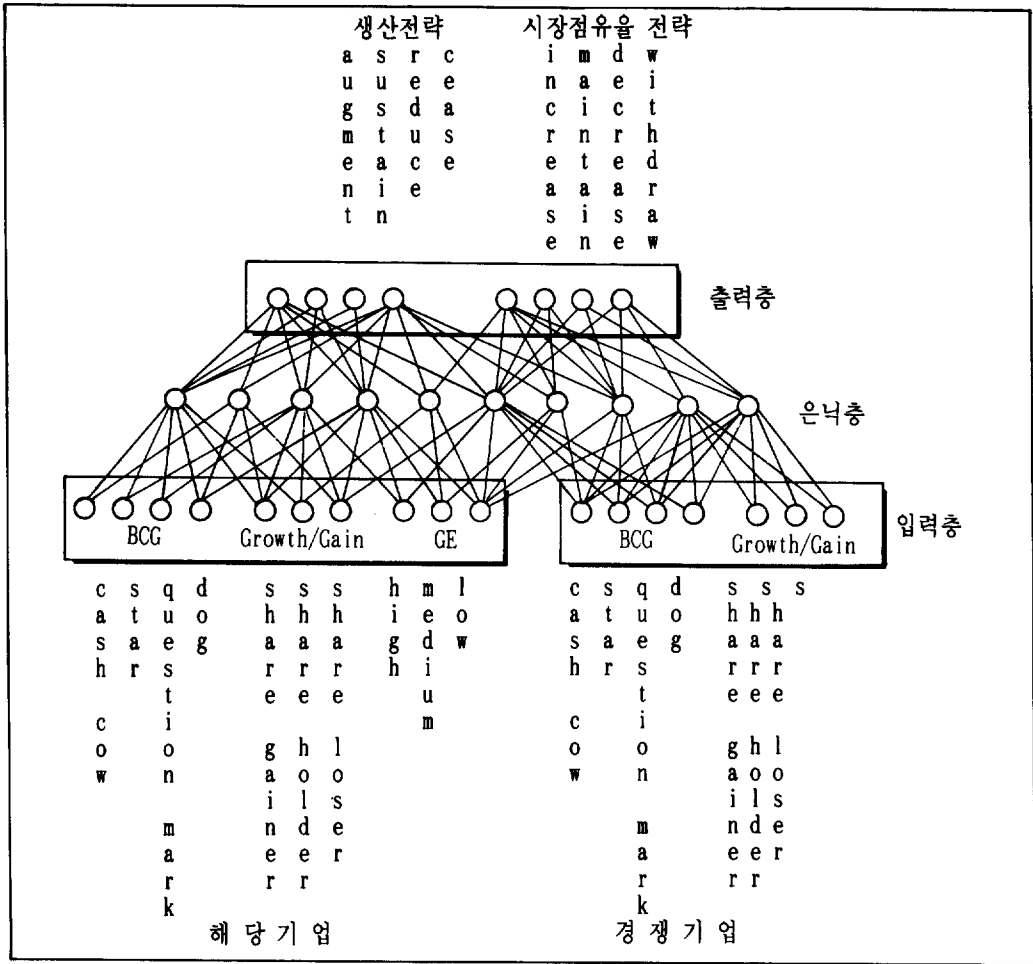 생산전략
시장점유율 전략
augment
sustain
reduce
cease
increase
maintain
decrease
withdraw
출력층
은닉층
입력층
BCG
Growth/Gain
GE
BCG
Growth/Gain
cash cow
star
question mark
dog
share gainer
share holder
share loser
high
medium
low
cash cow
star
question mark
dog
share gainer
share holder
share loser
해당기업
경쟁기업